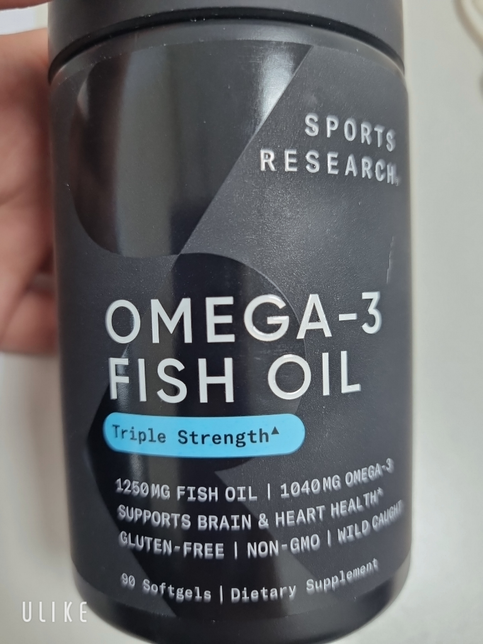 SPORTS
RESEARCH®
OMEGA-3
FISH OIL
Triple Strength▲
1250MG FISH OIL | 1040MG OMEGA-3
SUPPORTS BRAIN & HEART HEALTH*
GLUTEN-FREE | NON-GMO | WILD CAUGHT
90 Softgels | Dietary Supplement
ULIKE